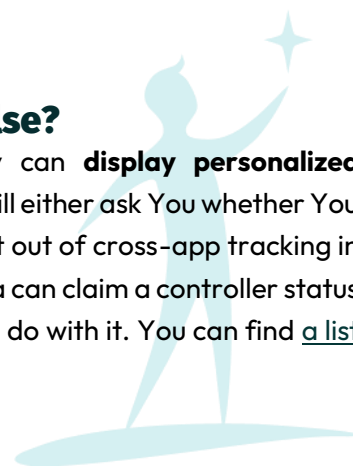 se?
can display personalized
ill either ask You whether You
t out of cross-app tracking in
a can claim a controller status
do with it. You can find a list